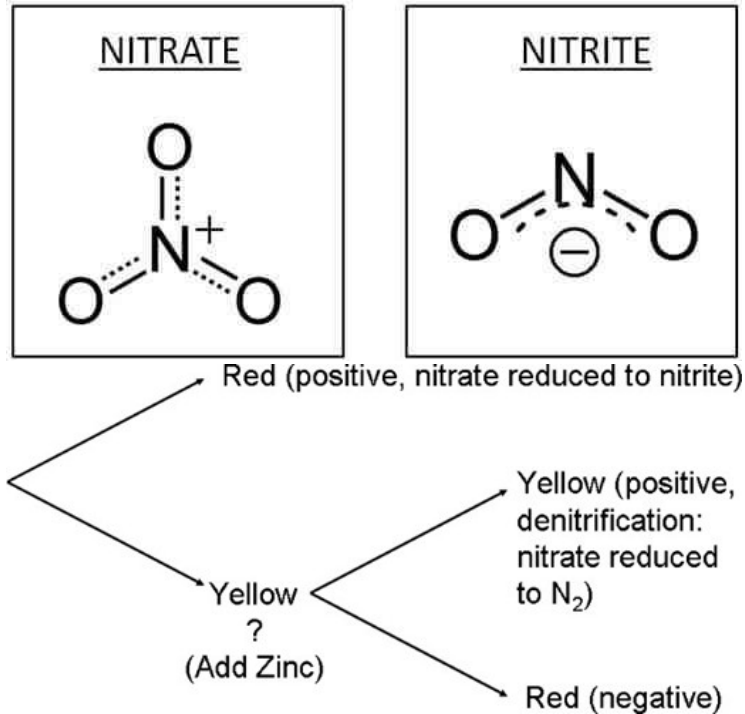 NITRATE
NITRITE
O
N+
O
O
N
O
O
−
Red (positive, nitrate reduced to nitrite)
Yellow (positive,
denitrification:
nitrate reduced
to N₂)
Yellow
?
(Add Zinc)
Red (negative)